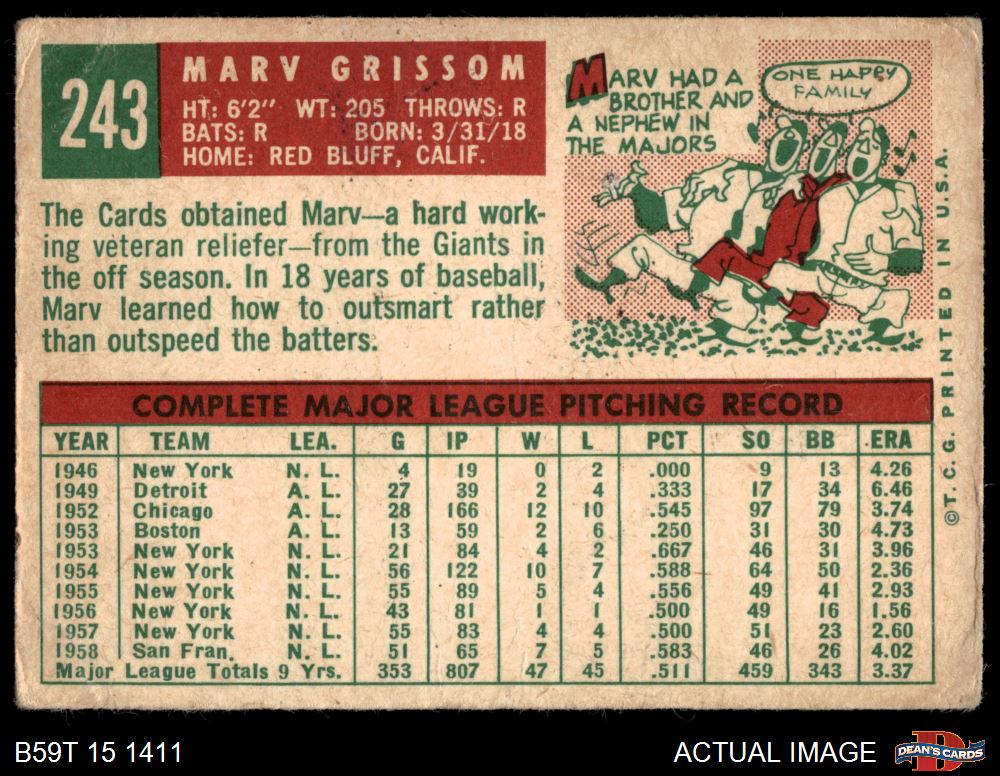 243
MARV GRISSOM
HT: 6'2" WT: 205 THROWS: R
BATS: R BORN: 3/31/18
HOME: RED BLUFF, CALIF.
The Cards obtained Marv—a hard work-
ing veteran reliefer—from the Giants in
the off season. In 18 years of baseball,
Marv learned how to outsmart rather
than outspeed the batters.
MARV HAD A
BROTHER AND
A NEPHEW IN
THE MAJORS
ONE HAPPY
FAMILY
COMPLETE MAJOR LEAGUE PITCHING RECORD
YEAR TEAM LEA. G IP W L PCT SO BB ERA
1946 New York N. L. 4 19 0 2 .000 9 13 4.26
1949 Detroit A. L. 27 39 2 4 .333 17 34 6.46
1952 Chicago A. L. 28 166 12 10 .545 97 79 3.74
1953 Boston A. L. 13 59 2 6 .250 31 30 4.73
1953 New York N. L. 21 84 4 2 .667 46 31 3.96
1954 New York N. L. 56 122 10 7 .588 64 50 2.36
1955 New York N. L. 55 89 5 4 .556 49 41 2.93
1956 New York N. L. 43 81 1 1 .500 49 16 1.56
1957 New York N. L. 55 83 4 4 .500 51 23 2.60
1958 San Fran. N. L. 51 65 7 5 .583 46 26 4.02
Major League Totals 9 Yrs. 353 807 47 45 .511 459 343 3.37
©T. C. G. PRINTED IN U.S.A.
B59T 15 1411
ACTUAL IMAGE
D
DEAN'S CARDS